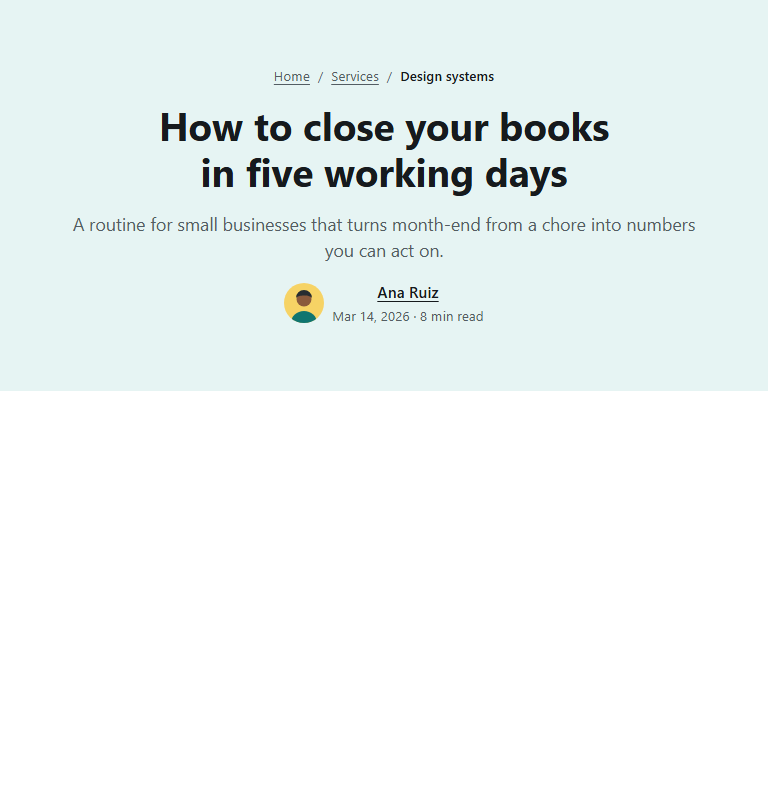 Home / Services / Design systems
How to close your books
in five working days
A routine for small businesses that turns month-end from a chore into numbers
you can act on.
Ana Ruiz
Mar 14, 2026 · 8 min read